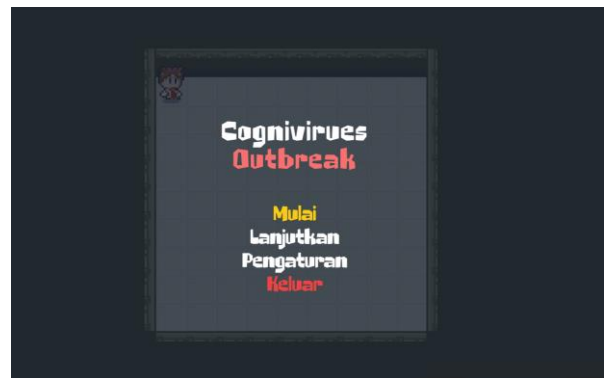 Cognivirues
Outbreak
Mulai
Lanjutkan
Pengaturan
Keluar